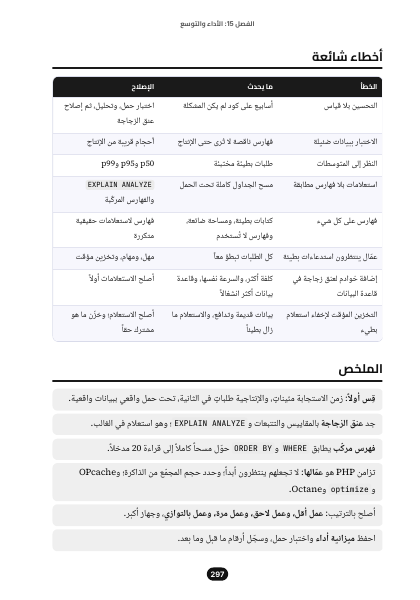 الفصل 15: الأداء والتوسع
أخطاء شائعة
الخطأ ما يحدث الإصلاح
التحسين بلا قياس أسابيع على كود لم يكن المشكلة اختبار حمل، وتحليل، ثم إصلاح
عنق الزجاجة
الاختبار ببيانات ضئيلة فهارس ناقصة لا تُرى حتى الإنتاج أحجام قريبة من الإنتاج
النظر إلى المتوسطات طلبات بطيئة مختبئة p50 وp95 وp99
استعلامات بلا فهارس مطابقة مسح الجداول كاملة تحت الحمل EXPLAIN ANALYZE
والفهارس المركّبة
فهارس على كل شيء كتابات بطيئة، ومساحة ضائعة، فهارس لاستعلامات حقيقية
وفهارس لا تُستخدم متكررة
عمّال ينتظرون استدعاءات بطيئة كل الطلبات تبطؤ معاً مهل، ومهام، وتخزين مؤقت
إضافة خوادم لعنق زجاجة في كلفة أكثر، والسرعة نفسها، وقاعدة أصلح الاستعلامات أولاً
قاعدة البيانات بيانات أكثر انشغالاً
التخزين المؤقت لإخفاء استعلام بيانات قديمة وتدافع، والاستعلام ما أصلح الاستعلام؛ وخزّن ما هو
بطيء زال بطيئاً مشترك حقاً
الملخص
قِس أولاً: زمن الاستجابة مئينياتٍ، والإنتاجية طلباتٍ في الثانية، تحت حمل واقعي ببيانات واقعية.
جد عنق الزجاجة بالمقاييس والتتبعات و EXPLAIN ANALYZE ؛ وهو استعلام في الغالب.
فهرس مركّب يطابق WHERE و ORDER BY حوّل مسحاً كاملاً إلى قراءة 20 مدخلاً.
تزامن PHP هو عمّالها: لا تجعلهم ينتظرون أبداً؛ وحدد حجم المجمّع من الذاكرة؛ وOPcache
و optimize وOctane.
أصلح بالترتيب: عمل أقل، وعمل لاحق، وعمل مرة، وعمل بالتوازي، وجهاز أكبر.
احفظ ميزانية أداء واختبار حمل، وسجّل أرقام ما قبل وما بعد.
297